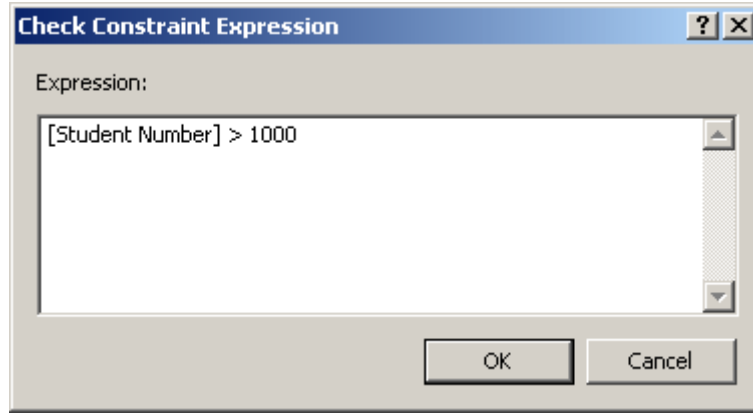 Check Constraint Expression
Expression:
[Student Number] > 1000
OK
Cancel